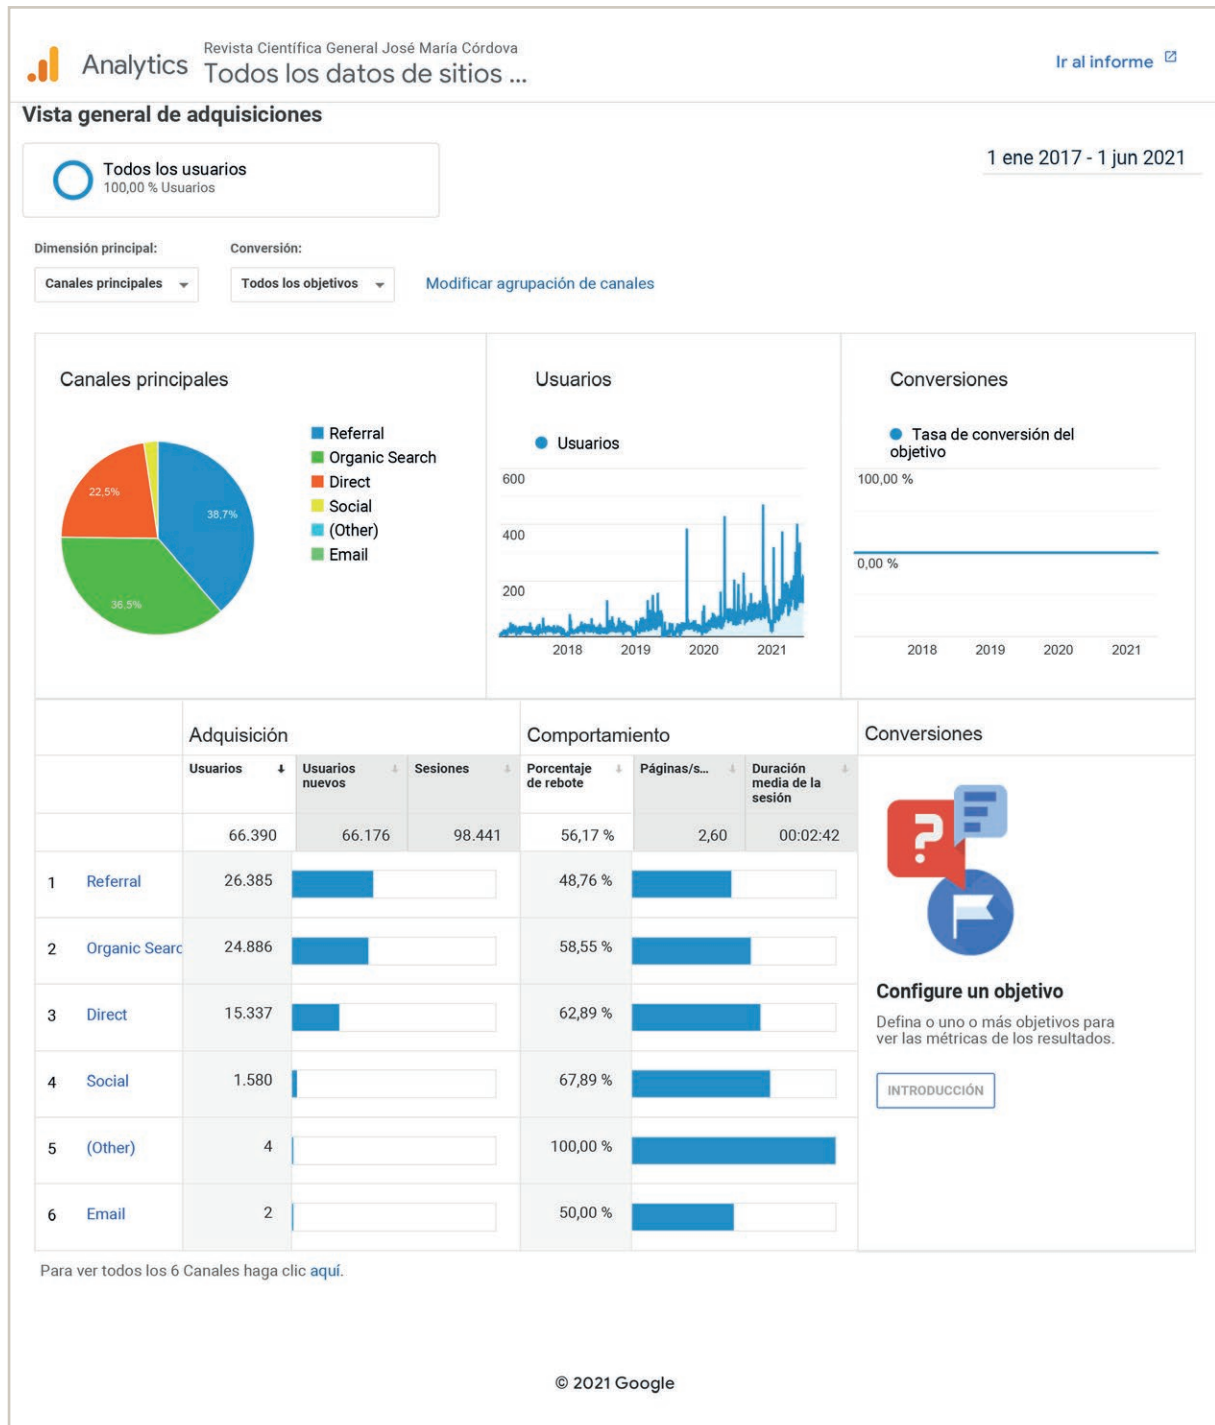 Analytics
Revista Científica General José María Córdova
Todos los datos de sitios ...
Ir al informe
Vista general de adquisiciones
Todos los usuarios
100,00 % Usuarios
1 ene 2017 - 1 jun 2021
Dimensión principal:
Conversión:
Canales principales
Todos los objetivos
Modificar agrupación de canales
Canales principales
22,5%
38,7%
36,5%
Referral
Organic Search
Direct
Social
(Other)
Email
Usuarios
Usuarios
600
400
200
2018 2019 2020 2021
Conversiones
Tasa de conversión del
objetivo
100,00 %
0,00 %
2018 2019 2020 2021
Adquisición Comportamiento Conversiones
Usuarios
Usuarios
nuevos
Sesiones
Porcentaje
de rebote
Páginas/s...
Duración
media de la
sesión
66.390 66.176 98.441 56,17 % 2,60 00:02:42
1 Referral 26.385 48,76 %
2 Organic Searc 24.886 58,55 %
3 Direct 15.337 62,89 %
4 Social 1.580 67,89 %
5 (Other) 4 100,00 %
6 Email 2 50,00 %
?
Configure un objetivo
Defina o uno o más objetivos para
ver las métricas de los resultados.
INTRODUCCIÓN
Para ver todos los 6 Canales haga clic aquí.
© 2021 Google